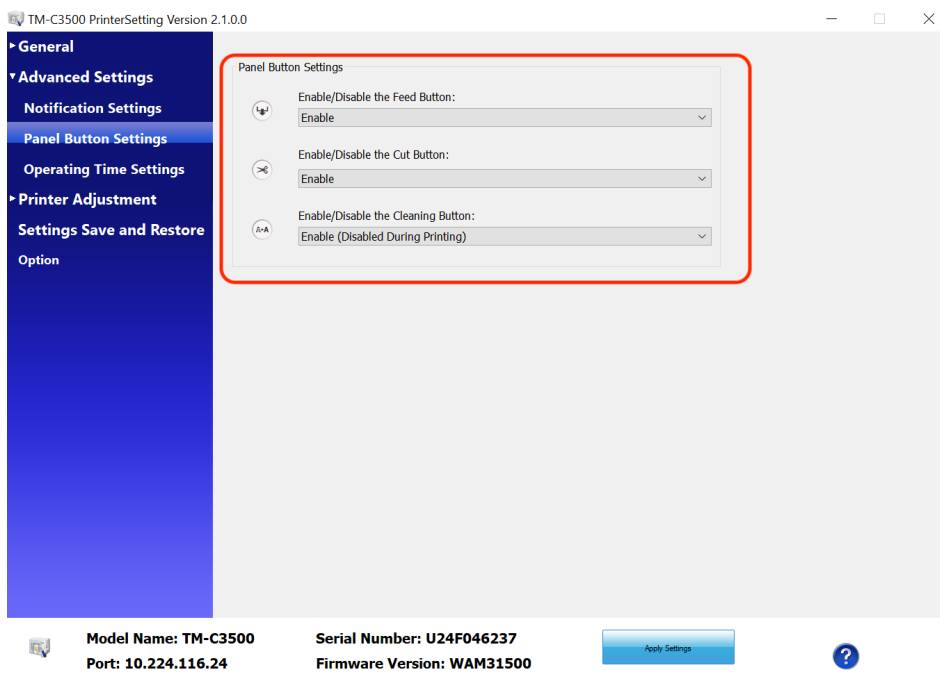 TM-C3500 PrinterSetting Version 2.1.0.0
General
Advanced Settings
Notification Settings
Panel Button Settings
Operating Time Settings
Printer Adjustment
Settings Save and Restore
Option
Panel Button Settings
Enable/Disable the Feed Button:
Enable
Enable/Disable the Cut Button:
Enable
Enable/Disable the Cleaning Button:
Enable (Disabled During Printing)
Model Name: TM-C3500
Serial Number: U24F046237
Apply Settings
Port: 10.224.116.24
Firmware Version: WAM31500